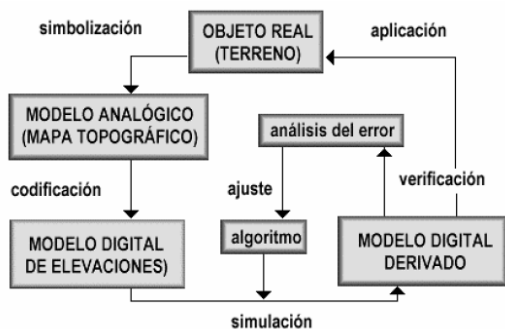 simbolización
OBJETO REAL
(TERRENO)
aplicación
MODELO ANALÓGICO
(MAPA TOPOGRÁFICO)
análisis del error
codificación
ajuste
verificación
MODELO DIGITAL
DE ELEVACIONES)
algoritmo
MODELO DIGITAL
DERIVADO
simulación